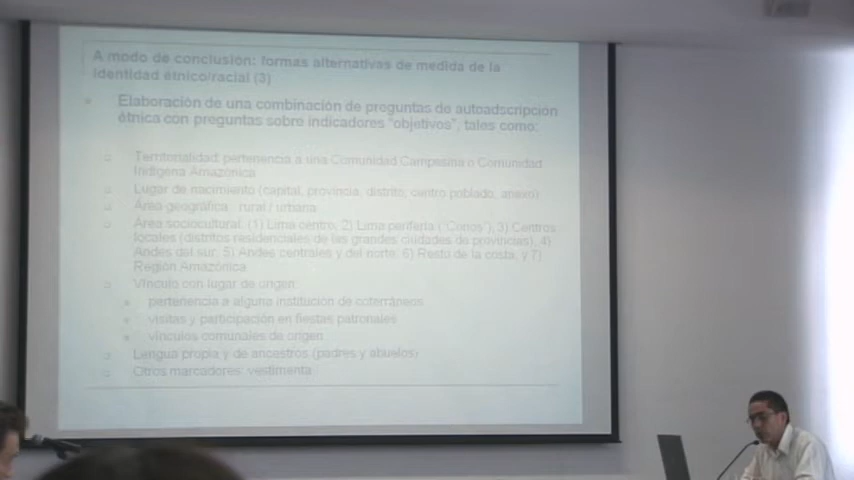 A modo de conclusión: formas alternativas de medida de la
identidad étnico/racial (3)
Elaboración de una combinación de preguntas de autoadscripción
étnica con preguntas sobre indicadores "objetivos", tales como:
Territorialidad: pertenencia a una Comunidad Campesina o Comunidad
Indígena Amazónica
Lugar de nacimiento (capital, provincia, distrito, centro poblado, anexo)
Área geográfica : rural / urbana
Área sociocultural: (1) Lima centro, 2) Lima periferia ("Conos"), 3) Centros
locales (distritos residenciales de las grandes ciudades de provincias), 4)
Andes del sur, 5) Andes centrales y del norte, 6) Resto de la costa, y 7)
Región Amazónica
Vínculo con lugar de origen:
pertenencia a alguna institución de coterráneos
visitas y participación en fiestas patronales
vínculos comunales de origen
Lengua propia y de ancestros (padres y abuelos)
Otros marcadores: vestimenta